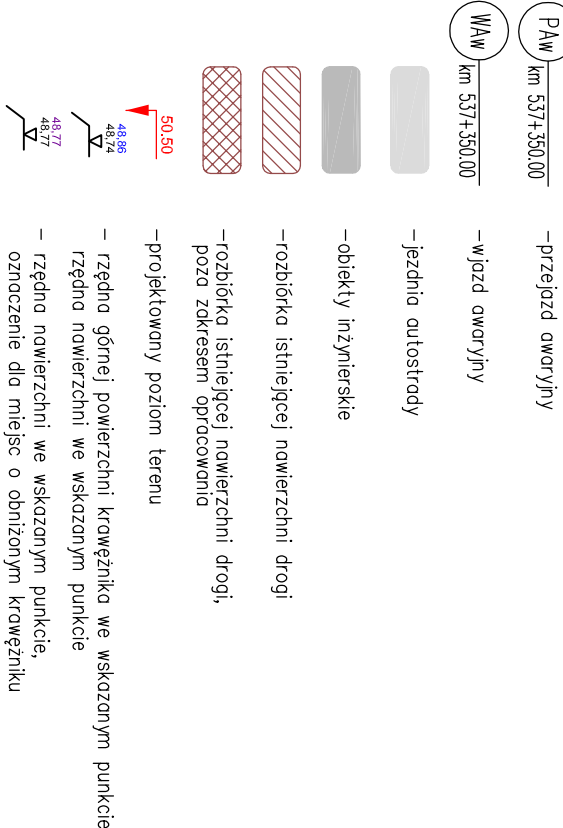 PAw
km 537+350.00
-przejazd awaryjny
WAw
km 537+350.00
-wjazd awaryjny
-jezdnia autostrady
-obiekty inżynierskie
-rozbiórka istniejącej nawierzchni drogi
-rozbiórka istniejącej nawierzchni drogi,
poza zakresem opracowania
50.50
-projektowany poziom terenu
48,86
48,74
- rzędna górnej powierzchni krawężnika we wskazanym punkcie
rzędna nawierzchni we wskazanym punkcie
48,77
48,77
- rzędna nawierzchni we wskazanym punkcie,
oznaczenie dla miejsc o obniżonym krawężniku